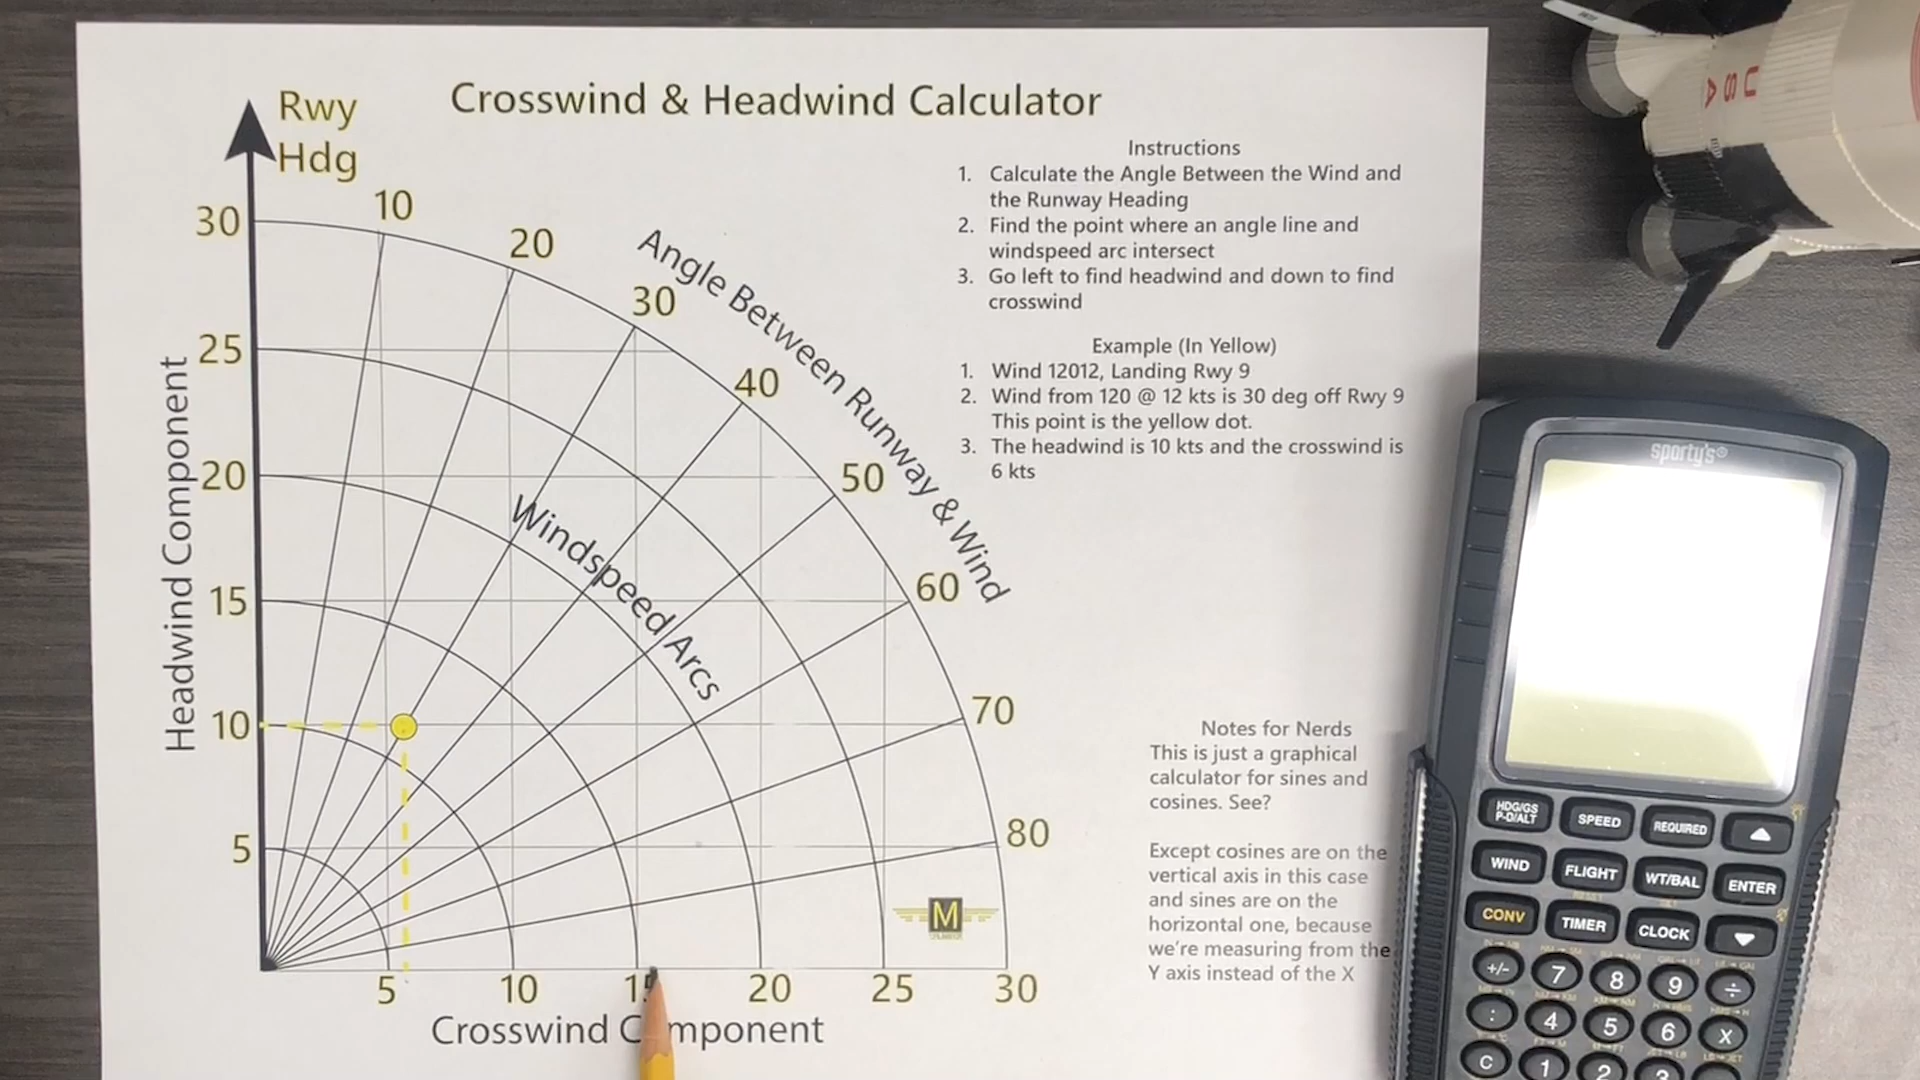 Crosswind & Headwind Calculator
Rwy
Hdg
Instructions
1. Calculate the Angle Between the Wind and
the Runway Heading
2. Find the point where an angle line and
windspeed arc intersect
3. Go left to find headwind and down to find
crosswind
Example (In Yellow)
1. Wind 12012, Landing Rwy 9
2. Wind from 120 @ 12 kts is 30 deg off Rwy 9
This point is the yellow dot.
3. The headwind is 10 kts and the crosswind is
6 kts
Notes for Nerds
This is just a graphical
calculator for sines and
cosines. See?
Except cosines are on the
vertical axis in this case
and sines are on the
horizontal one, because
we're measuring from the
Y axis instead of the X
Headwind Component
30
25
20
15
10
5
10
20
30
40
50
60
70
80
Angle Between Runway & Wind
Windspeed Arcs
M
5
10
15
20
25
30
Crosswind Component
USA
sporty's®
HDG/GS
P-D/ALT
SPEED
REQUIRED
WIND
FLIGHT
WT/BAL
ENTER
CONV
TIMER
CLOCK
+/-
7
8
9
÷
:
4
5
6
X
C
1
2
3